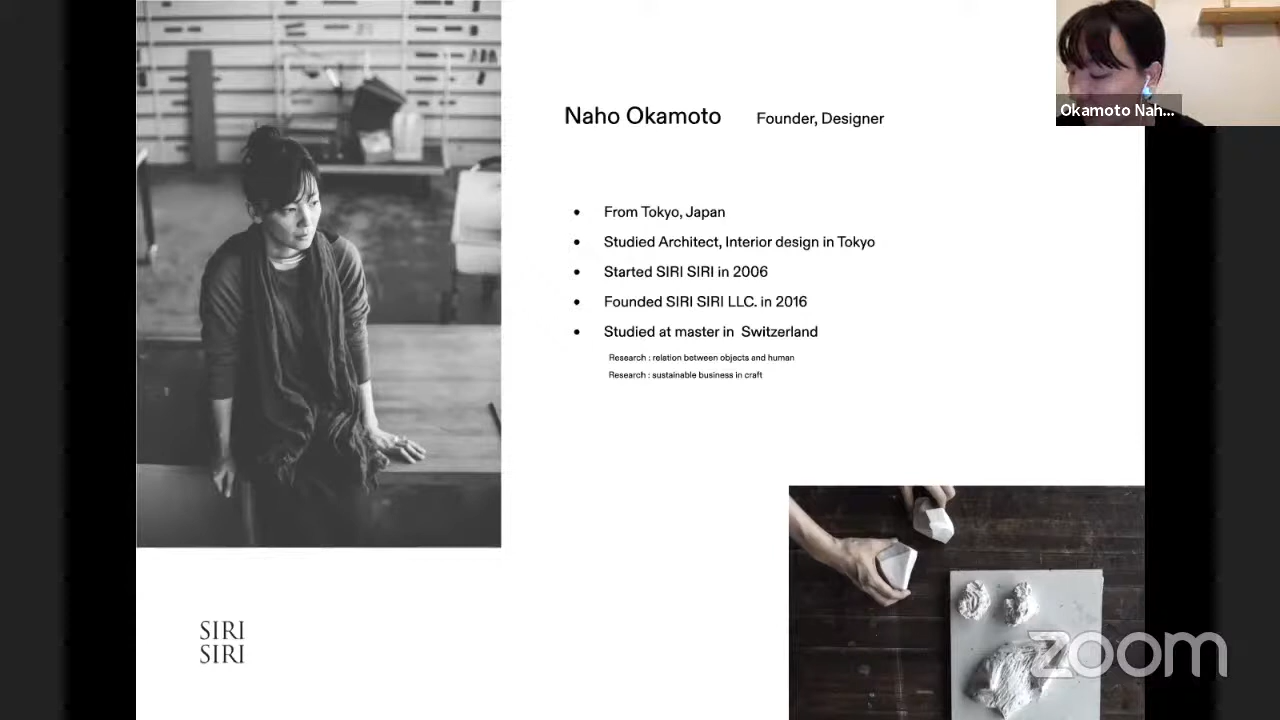 Naho Okamoto Founder, Designer
Okamoto Nah...
• From Tokyo, Japan
• Studied Architect, Interior design in Tokyo
• Started SIRI SIRI in 2006
• Founded SIRI SIRI LLC. in 2016
• Studied at master in Switzerland
Research : relation between objects and human
Research : sustainable business in craft
SIRI
SIRI
zoom